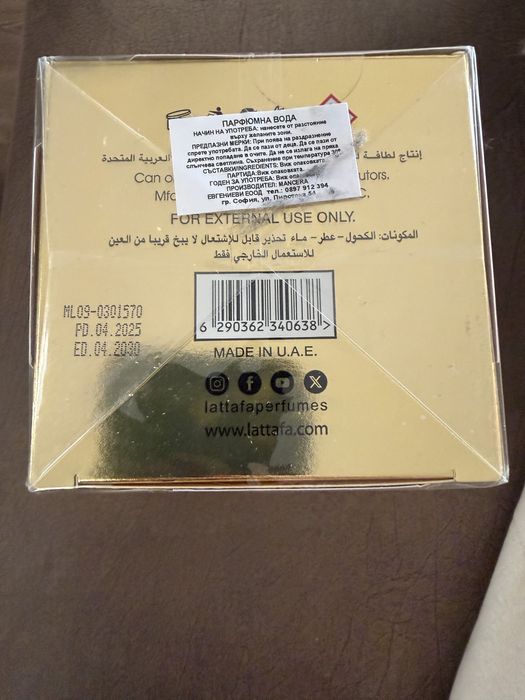 ПАРФЮМНА ВОДА
НАЧИН НА УПОТРЕБА: нанесете от разстояние
върху желаните зони.
ПРЕДПАЗНИ МЕРКИ: При поява на раздразнение
спрете употребата. Да се пази от деца. Да се пази от
директно попадане в очите. Да не се излага на пряка
слънчева светлина. Съхранение при температура
СЪСТАВКИ/INGREDIENTS: Виж опаковката.
ПАРТИДА: Виж опаковката.
ГОДЕН ЗА УПОТРЕБА: Виж опаковката.
ПРОИЗВОДИТЕЛ: MANCERA
ЕВГЕНИЕВИ ЕООД тел.: 0897 912 394
гр. София, ул. Пиротска 54
إنتاج لطافة العربية المتحدة
Can
Mfd
FOR EXTERNAL USE ONLY.
المكونات: الكحول - عطر - ماء تحذير قابل للإشتعال لا يبخ قريبا من العين
للاستعمال الخارجي فقط
ML09-0301570
PD.04.2025
ED.04.2030
6 290362 340638 >
MADE IN U.A.E.
lattafaperfumes
www.lattafa.com